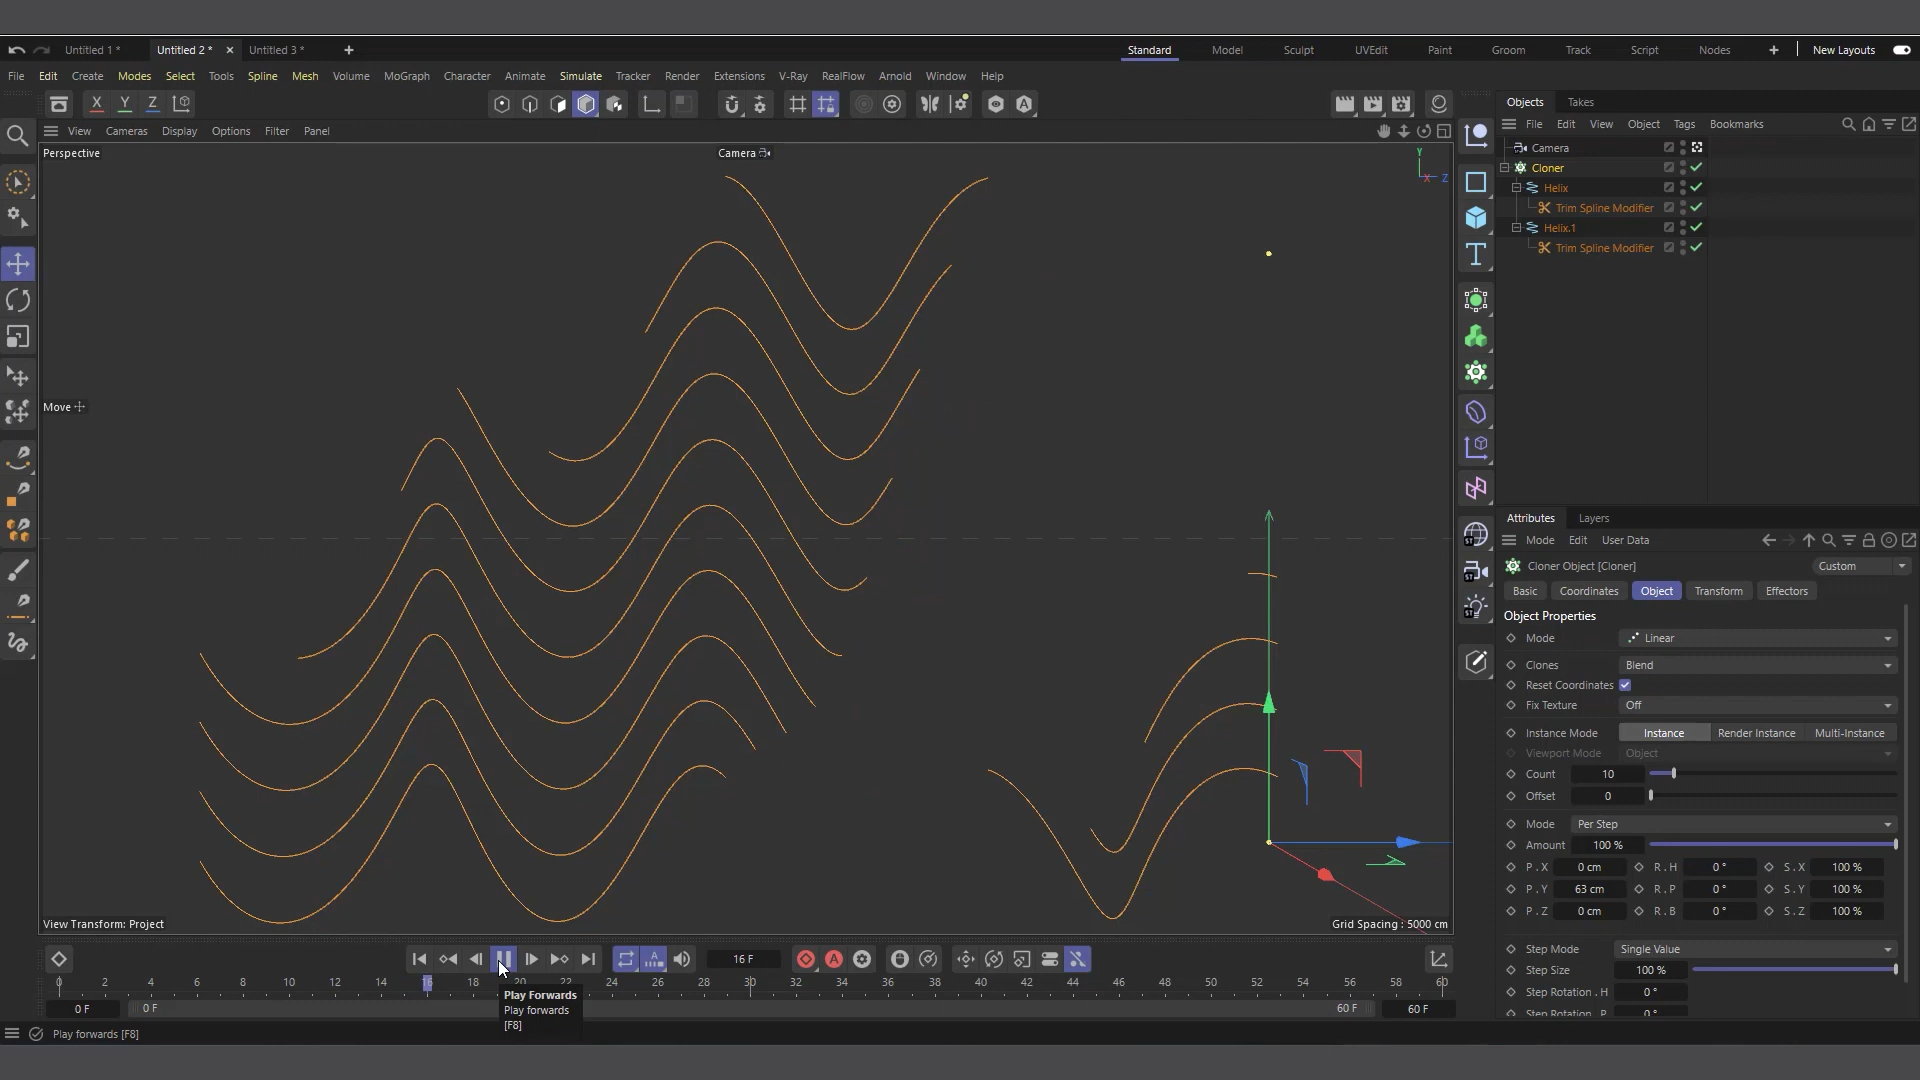 Untitled 1 *
Untitled 2 *
Untitled 3 *
Standard
Model
Sculpt
UVEdit
Paint
Groom
Track
Script
Nodes
New Layouts
File Edit Create Modes Select Tools Spline Mesh Volume MoGraph Character Animate Simulate Tracker Render Extensions V-Ray RealFlow Arnold Window Help
X Y Z
Objects Takes
File Edit View Object Tags Bookmarks
View Cameras Display Options Filter Panel
Perspective
Camera
Y
X Z
Camera
Cloner
Helix
Trim Spline Modifier
Helix.1
Trim Spline Modifier
Move
Attributes Layers
Mode Edit User Data
Cloner Object [Cloner]
Custom
Basic Coordinates Object Transform Effectors
Object Properties
Mode Linear
Clones Blend
Reset Coordinates
Fix Texture Off
Instance Mode Instance Render Instance Multi-Instance
Viewport Mode Object
Count 10
Offset 0
Mode Per Step
Amount 100 %
P . X 0 cm R . H 0 ° S . X 100 %
P . Y 63 cm R . P 0 ° S . Y 100 %
P . Z 0 cm R . B 0 ° S . Z 100 %
Step Mode Single Value
Step Size 100 %
Step Rotation . H 0 °
Step Rotation . P 0 °
View Transform: Project
Grid Spacing : 5000 cm
16 F
0 2 4 6 8 10 12 14 16 18 20 22 24 26 28 30 32 34 36 38 40 42 44 46 48 50 52 54 56 58 60
0 F 0 F 60 F 60 F
Play Forwards
Play forwards
[F8]
Play forwards [F8]